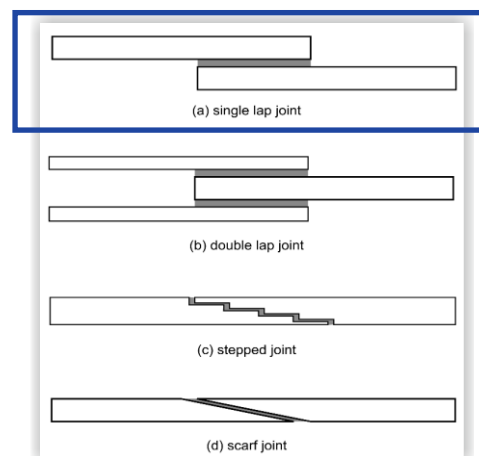 (a) single lap joint
(b) double lap joint
(c) stepped joint
(d) scarf joint